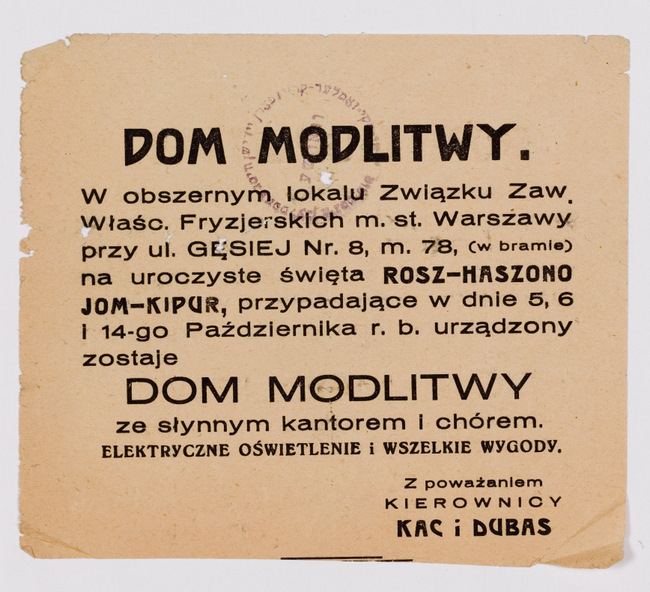 DOM MODLITWY.
W obszernym lokalu Związku Zaw.
Właśc. Fryzjerskich m. st. Warszawy
przy ul. GĘSIEJ Nr. 8, m. 78, (w bramie)
na uroczyste święta ROSZ-HASZONO
JOM-KIPUR, przypadające w dnie 5, 6
i 14-go Października r. b. urządzony
zostaje
DOM MODLITWY
ze słynnym kantorem i chórem.
ELEKTRYCZNE OŚWIETLENIE i WSZELKIE WYGODY.
Z poważaniem
KIEROWNICY
KAC i DUBAS